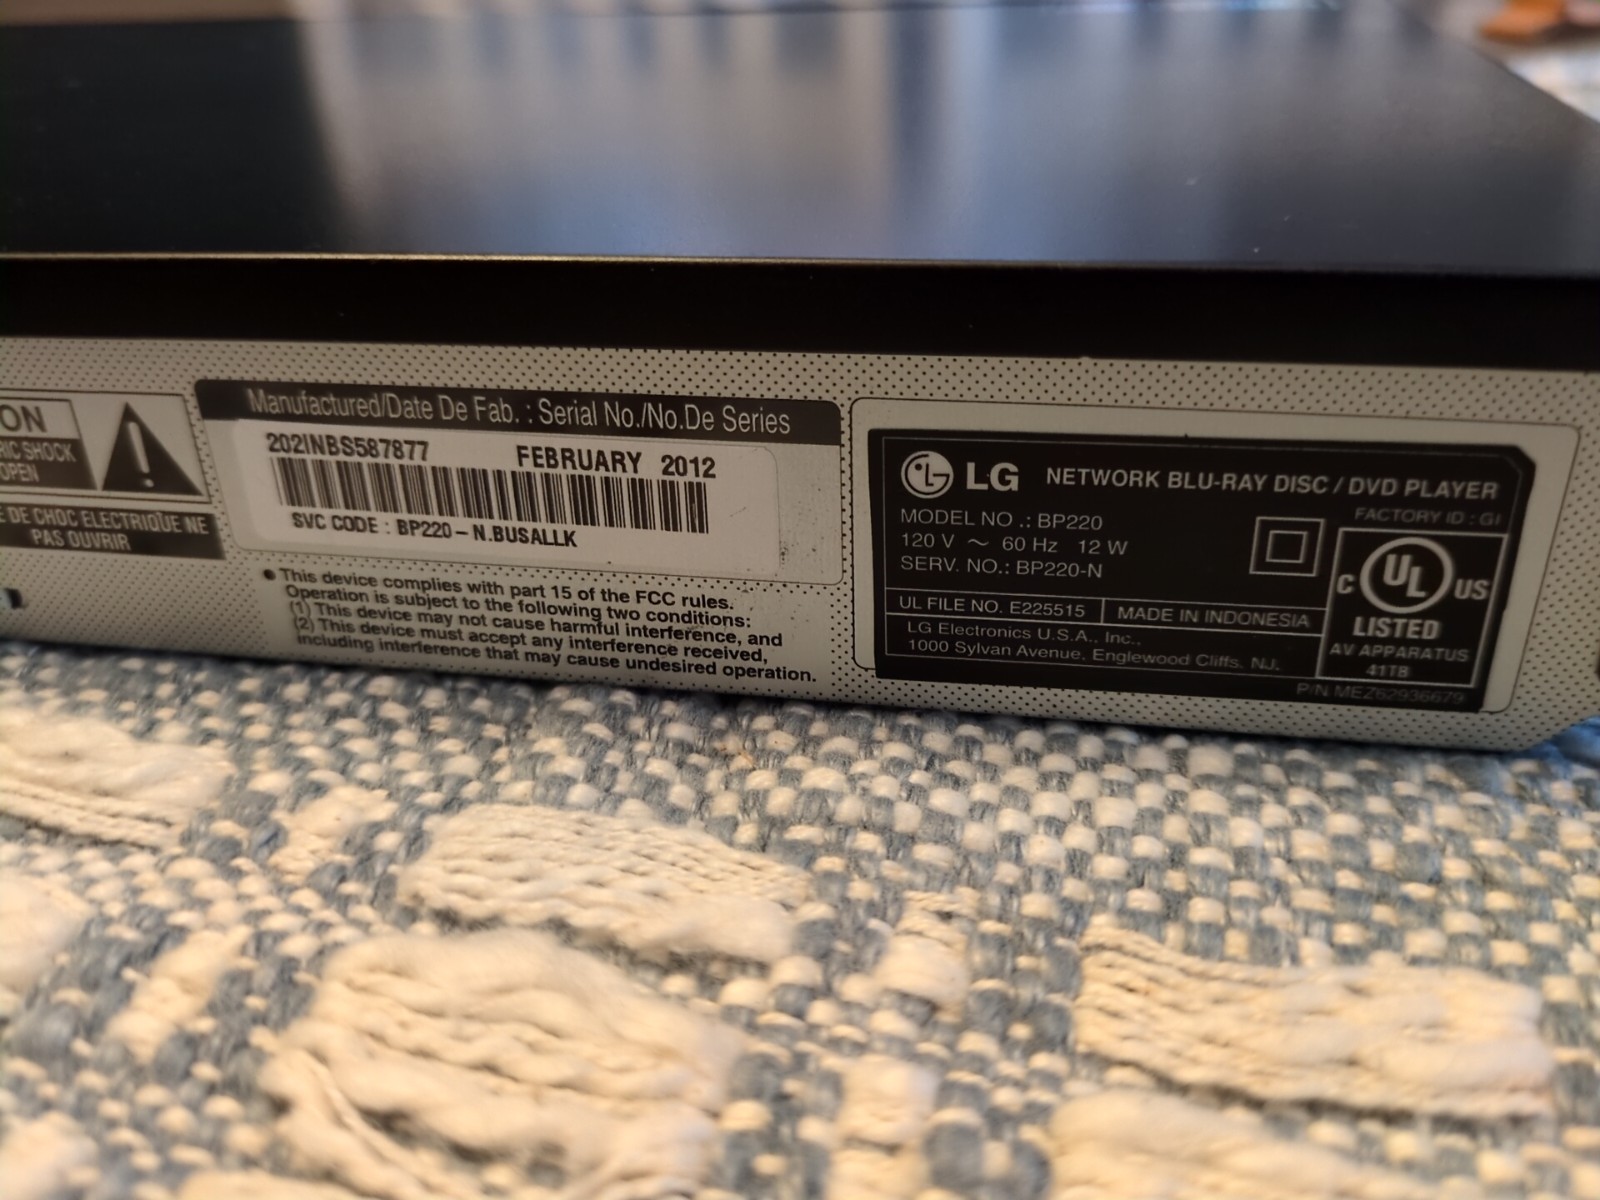 ON
RIC SHOCK
OPEN
E DE CHOC ELECTRIQUE NE
PAS OUVRIR
Manufactured/Date De Fab. : Serial No./No.De Series
202INBS587877 FEBRUARY 2012
SVC CODE : BP220-N.BUSALLK
• This device complies with part 15 of the FCC rules.
Operation is subject to the following two conditions:
(1) This device may not cause harmful interference, and
(2) This device must accept any interference received,
including interference that may cause undesired operation.
LG NETWORK BLU-RAY DISC / DVD PLAYER
FACTORY ID : GI
MODEL NO .: BP220
120 V ~ 60 Hz 12 W
SERV. NO.: BP220-N
UL FILE NO. E225515 MADE IN INDONESIA
LG Electronics U.S.A., Inc.,
1000 Sylvan Avenue, Englewood Cliffs, NJ.
C UL US
LISTED
AV APPARATUS
41TB
P/N MEZ62936679